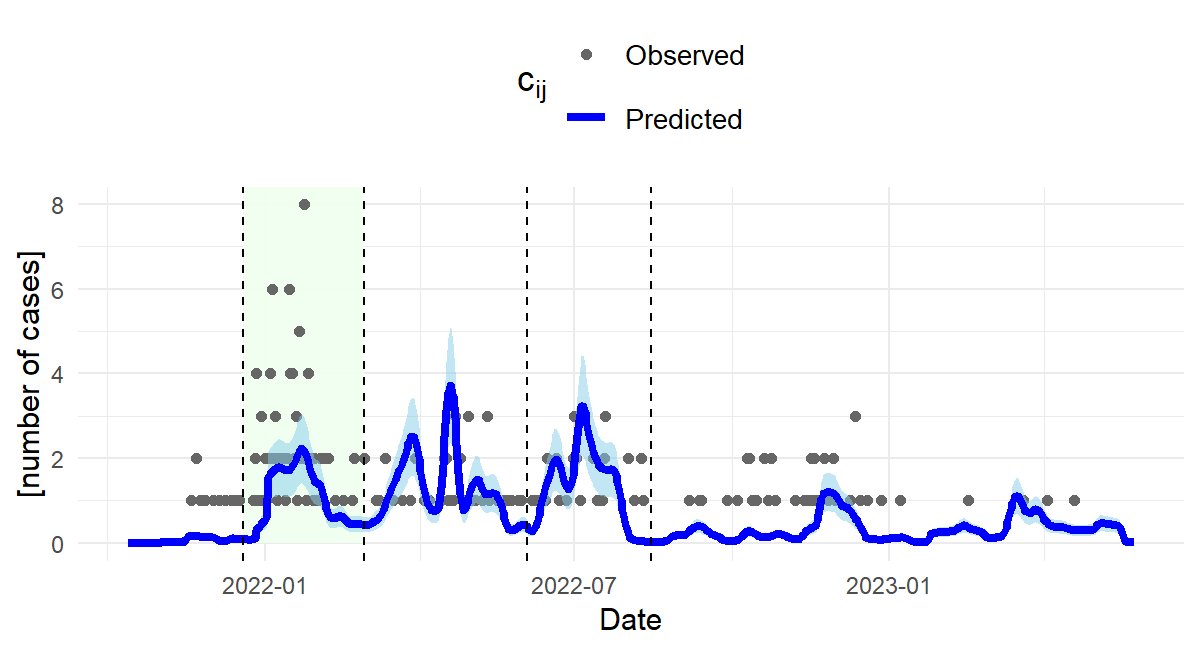 Observed
c_ij
Predicted
8
6
4
2
0
[number of cases]
2022-01 2022-07 2023-01
Date